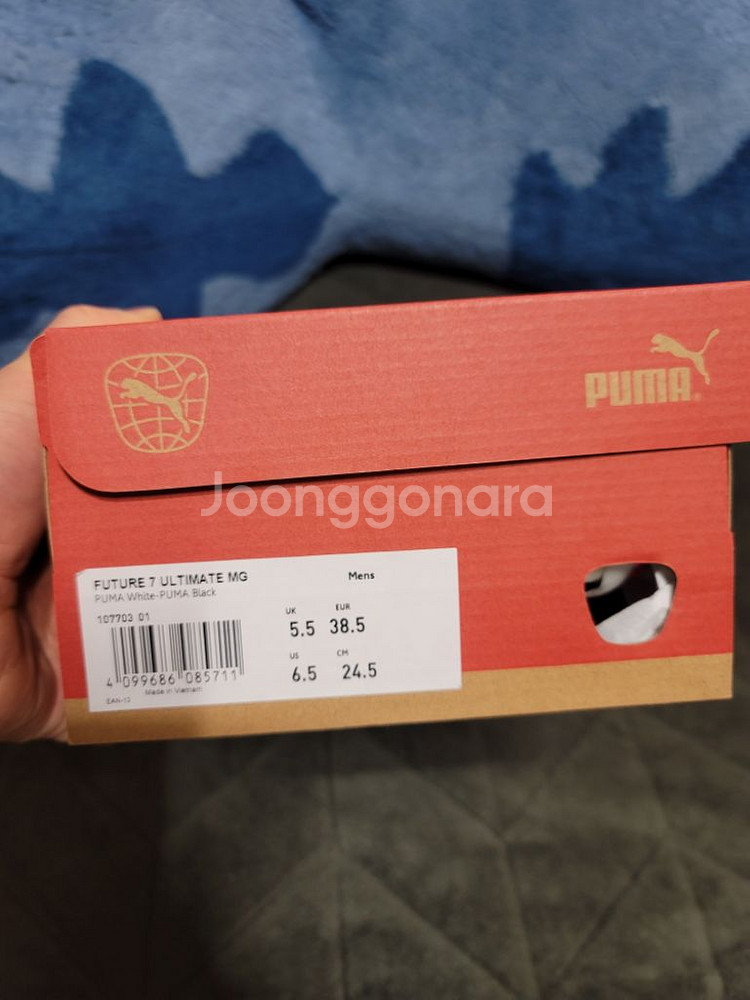 PUMA
Joonggonara
FUTURE 7 ULTIMATE MG
Mens
PUMA White-PUMA Black
107703 01
UK EUR
5.5 38.5
US CM
6.5 24.5
4 099686 085711
Made in Vietnam
EAN-13